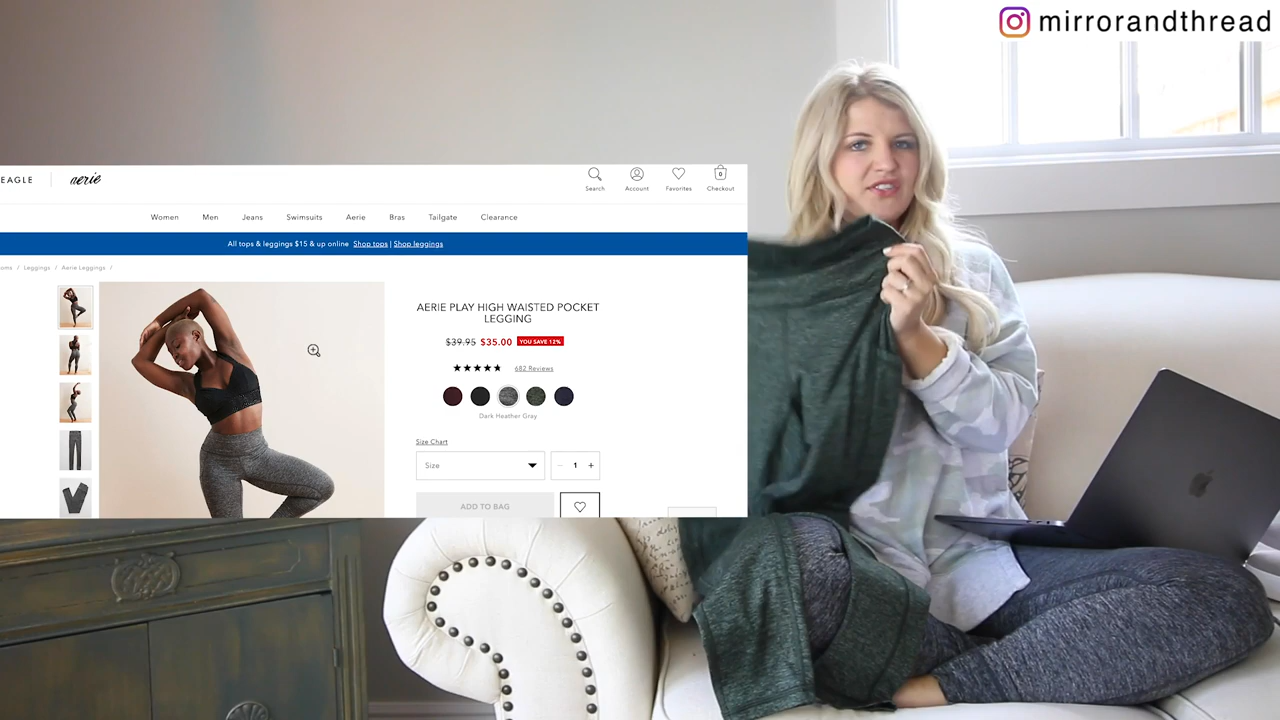 mirrorandthread
EAGLE
aerie
Search
Account
Favorites
0
Checkout
Women
Men
Jeans
Swimsuits
Aerie
Bras
Tailgate
Clearance
All tops & leggings $15 & up online Shop tops | Shop leggings
/ Leggings / Aerie Leggings /
AERIE PLAY HIGH WAISTED POCKET
LEGGING
$39.95 $35.00 YOU SAVE 12%
682 Reviews
Dark Heather Gray
Size Chart
Size
− 1 +
ADD TO BAG